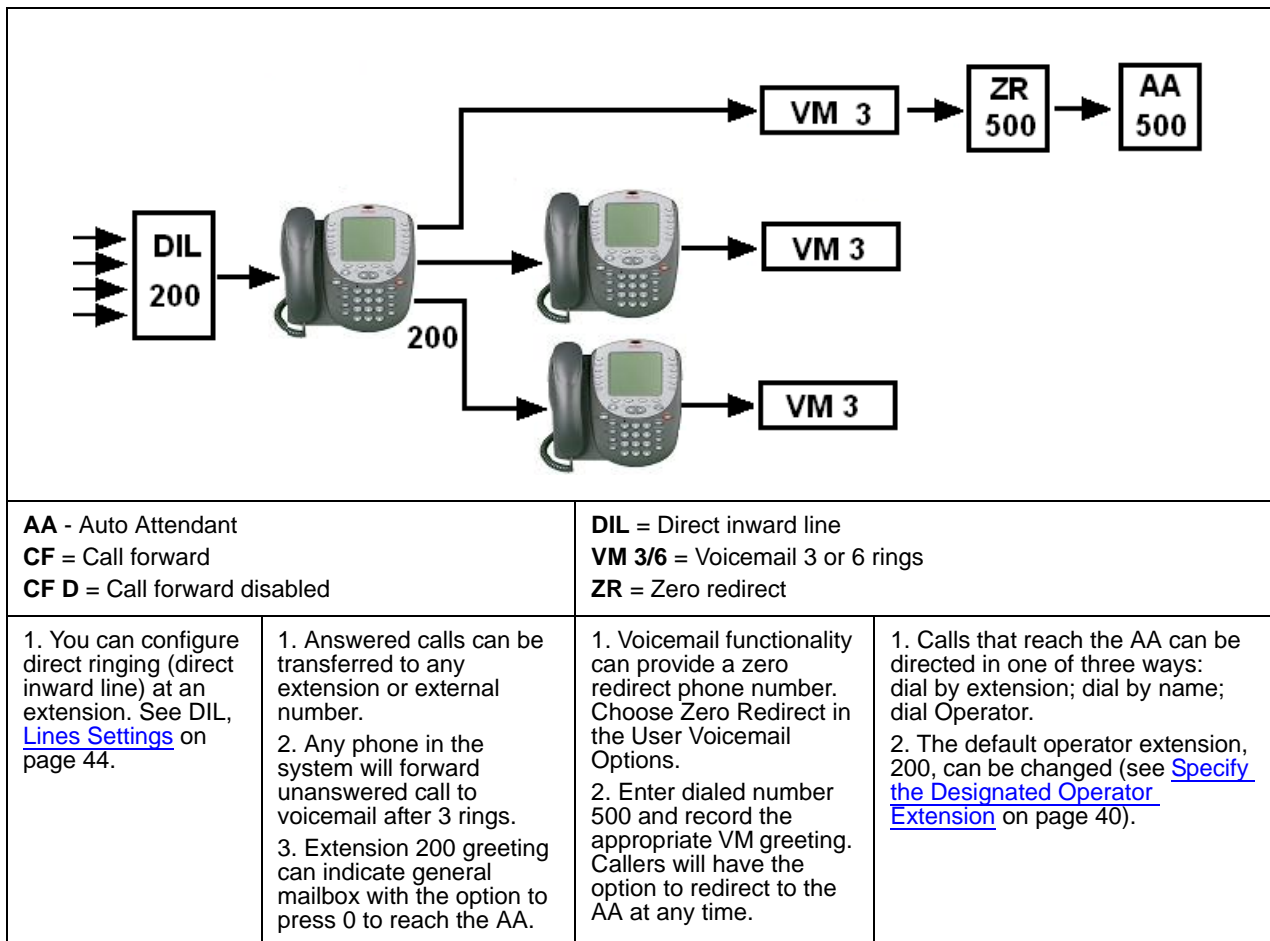 VM 3
ZR
500
AA
500
DIL
200
VM 3
200
VM 3
AA - Auto Attendant
CF = Call forward
CF D = Call forward disabled
DIL = Direct inward line
VM 3/6 = Voicemail 3 or 6 rings
ZR = Zero redirect
1. You can configure
direct ringing (direct
inward line) at an
extension. See DIL,
Lines Settings on
page 44.
1. Answered calls can be
transferred to any
extension or external
number.
2. Any phone in the
system will forward
unanswered call to
voicemail after 3 rings.
3. Extension 200 greeting
can indicate general
mailbox with the option to
press 0 to reach the AA.
1. Voicemail functionality
can provide a zero
redirect phone number.
Choose Zero Redirect in
the User Voicemail
Options.
2. Enter dialed number
500 and record the
appropriate VM greeting.
Callers will have the
option to redirect to the
AA at any time.
1. Calls that reach the AA can be
directed in one of three ways:
dial by extension; dial by name;
dial Operator.
2. The default operator extension,
200, can be changed (see Specify
the Designated Operator
Extension on page 40).